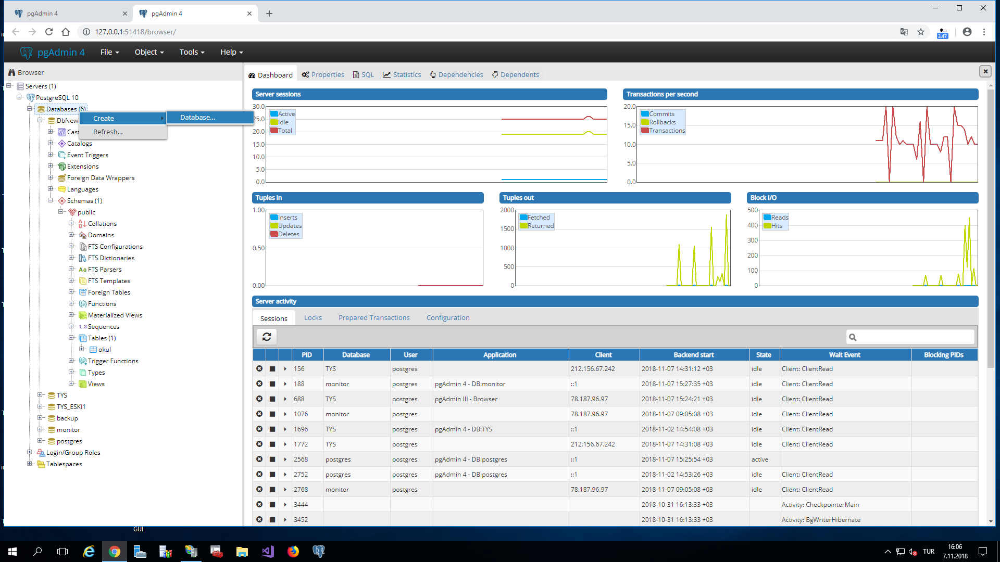 pgAdmin 4
pgAdmin 4
127.0.0.1:51418/browser/
3.47
pgAdmin 4
File
Object
Tools
Help
Browser
Servers (1)
PostgreSQL 10
Databases (6)
DbNew
Create
Database...
Refresh...
Cast
Catalogs
Event Triggers
Extensions
Foreign Data Wrappers
Languages
Schemas (1)
public
Collations
Domains
FTS Configurations
FTS Dictionaries
Aa FTS Parsers
FTS Templates
Foreign Tables
Functions
Materialized Views
1..3 Sequences
Tables (1)
okul
Trigger Functions
Types
Views
TYS
TYS_ESKI1
backup
monitor
postgres
Login/Group Roles
Tablespaces
Dashboard
Properties
SQL
Statistics
Dependencies
Dependents
Server sessions
30.0
25.0
20.0
15.0
10.0
5.0
0.0
Active
Idle
Total
Transactions per second
20.0
15.0
10.0
5.0
0.0
Commits
Rollbacks
Transactions
Tuples in
1.00
0.50
0.00
Inserts
Updates
Deletes
Tuples out
2000
1500
1000
500
0
Fetched
Returned
Block I/O
500
400
300
200
100
0
Reads
Hits
Server activity
Sessions Locks Prepared Transactions Configuration
PID Database User Application Client Backend start State Wait Event Blocking PIDs
156 TYS postgres 212.156.67.242 2018-11-07 14:31:12 +03 idle Client: ClientRead
188 monitor postgres pgAdmin 4 - DB:monitor ::1 2018-11-07 15:27:35 +03 idle Client: ClientRead
688 TYS postgres pgAdmin III - Browser 78.187.96.97 2018-11-07 15:24:21 +03 idle Client: ClientRead
1076 monitor postgres 78.187.96.97 2018-11-07 09:05:08 +03 idle Client: ClientRead
1696 TYS postgres pgAdmin 4 - DB:TYS ::1 2018-11-02 14:54:08 +03 idle Client: ClientRead
1772 TYS postgres 212.156.67.242 2018-11-07 14:31:08 +03 idle Client: ClientRead
2568 postgres postgres pgAdmin 4 - DB:postgres ::1 2018-11-07 15:25:54 +03 active
2752 postgres postgres pgAdmin 4 - DB:postgres ::1 2018-11-02 14:53:26 +03 idle Client: ClientRead
2768 monitor postgres 78.187.96.97 2018-11-07 09:05:08 +03 idle Client: ClientRead
3444 2018-10-31 16:13:33 +03 Activity: CheckpointerMain
3452 2018-10-31 16:13:33 +03 Activity: BgWriterHibernate
GUI
TUR
16:06
7.11.2018